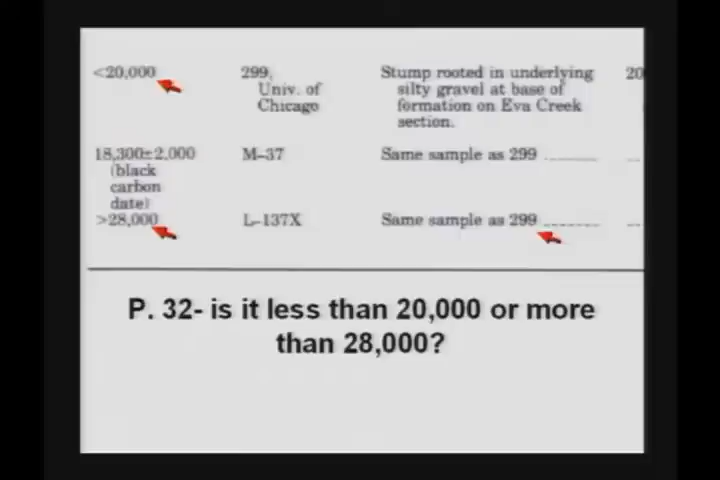 <20,000 299, Stump rooted in underlying 20
Univ. of silty gravel at base of
Chicago formation on Eva Creek
section.
18,300±2,000 M–37 Same sample as 299
(black
carbon
date)
>28,000 L–137X Same sample as 299
P. 32- is it less than 20,000 or more
than 28,000?